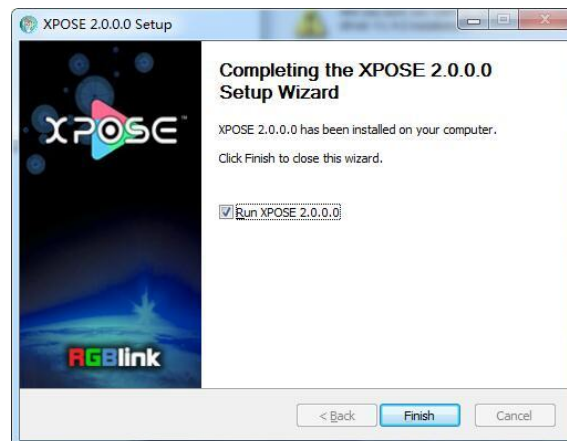 XPOSE 2.0.0.0 Setup
XPOSE™
RGBlink
Completing the XPOSE 2.0.0.0
Setup Wizard
XPOSE 2.0.0.0 has been installed on your computer.
Click Finish to close this wizard.
Run XPOSE 2.0.0.0
< Back
Finish
Cancel